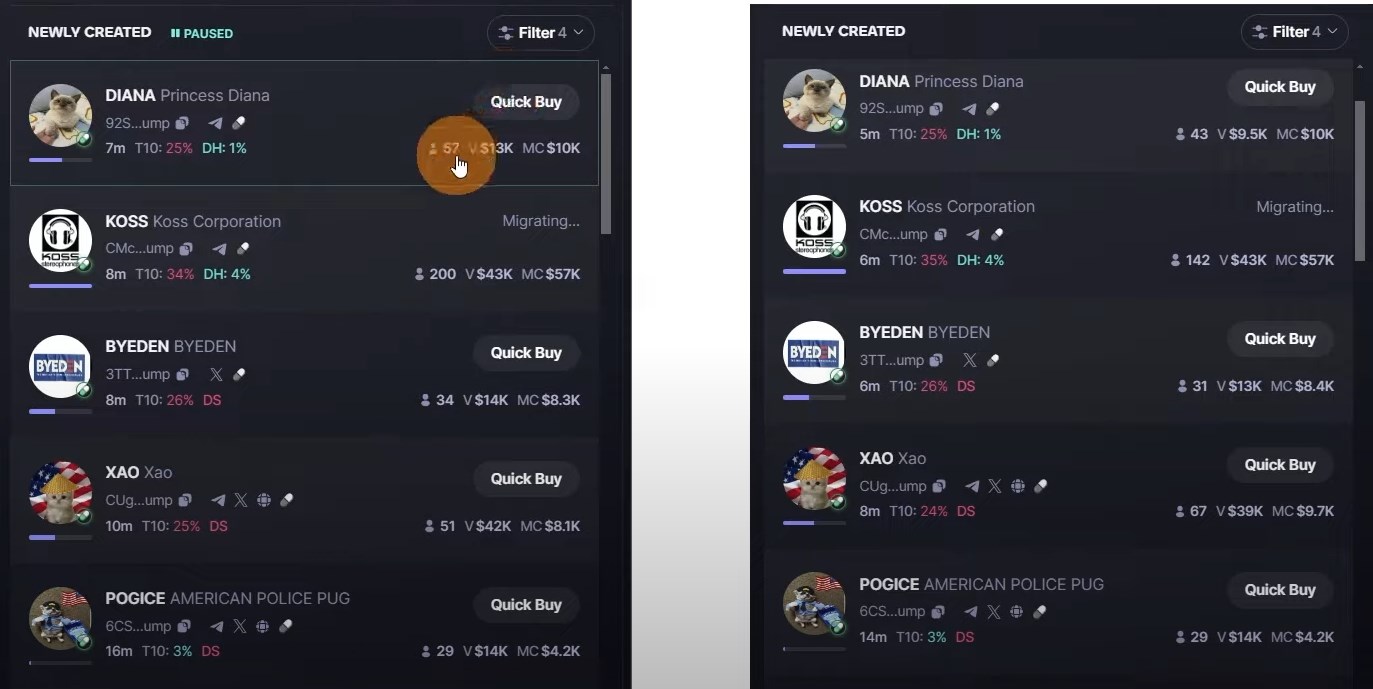 NEWLY CREATED PAUSED Filter 4
DIANA Princess Diana Quick Buy
92S...ump
7m T10: 25% DH: 1% 57 V $13K MC $10K
KOSS Koss Corporation Migrating...
CMc...ump
8m T10: 34% DH: 4% 200 V $43K MC $57K
KOSS
stereophones
BYEDEN BYEDEN Quick Buy
3TT...ump
BYEDEN
8m T10: 26% DS 34 V $14K MC $8.3K
XAO Xao Quick Buy
CUg...ump
10m T10: 25% DS 51 V $42K MC $8.1K
POGICE AMERICAN POLICE PUG Quick Buy
6CS...ump
16m T10: 3% DS 29 V $14K MC $4.2K
NEWLY CREATED Filter 4
DIANA Princess Diana Quick Buy
92S...ump
5m T10: 25% DH: 1% 43 V $9.5K MC $10K
KOSS Koss Corporation Migrating...
CMc...ump
6m T10: 35% DH: 4% 142 V $43K MC $57K
KOSS
stereophones
BYEDEN BYEDEN Quick Buy
3TT...ump
BYEDEN
6m T10: 26% DS 31 V $13K MC $8.4K
XAO Xao Quick Buy
CUg...ump
8m T10: 24% DS 67 V $39K MC $9.7K
POGICE AMERICAN POLICE PUG Quick Buy
6CS...ump
14m T10: 3% DS 29 V $14K MC $4.2K